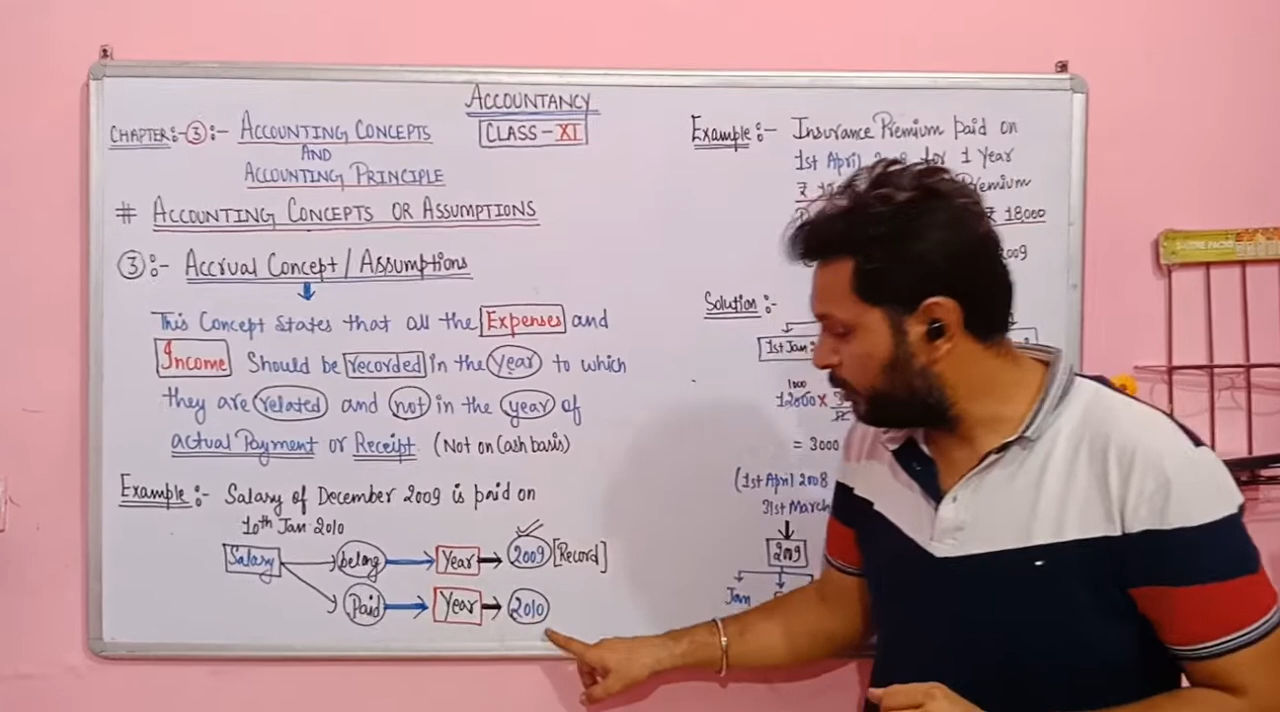 ACCOUNTANCY
CLASS-XI
CHAPTER:-③:- ACCOUNTING CONCEPTS
AND
ACCOUNTING PRINCIPLE
# ACCOUNTING CONCEPTS OR ASSUMPTIONS
③:- Accrual Concept/Assumptions
This Concept States that all the Expenses and
Income Should be recorded in the year to which
they are related and not in the year of
actual Payment or Receipt. (Not on Cash basis)
Example:- Salary of December 2009 is paid on
10th Jan 2010
Salary belong Year 2009 [Record]
Paid Year 2010
Example:- Insurance Premium paid on
1st April for 1 Year
Premium
₹ 18,000
2009
Solution:-
1st Jan
1000
12000 ×
= 3000
(1st April 2008
31st March
2009
Jan